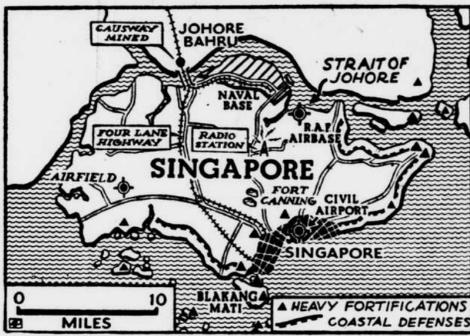 CAUSWAY
MINED
JOHORE
BAHRU
STRAIT OF
JOHORE
NAVAL
BASE
FOUR LANE
HIGHWAY
RADIO
STATION
R.A.F.
AIRBASE
SINGAPORE
AIRFIELD
FORT
CANNING
CIVIL
AIRPORT
SINGAPORE
BLAKANG
MATI
0 10
MILES
▲ HEAVY FORTIFICATIONS
COASTAL DEFENSES